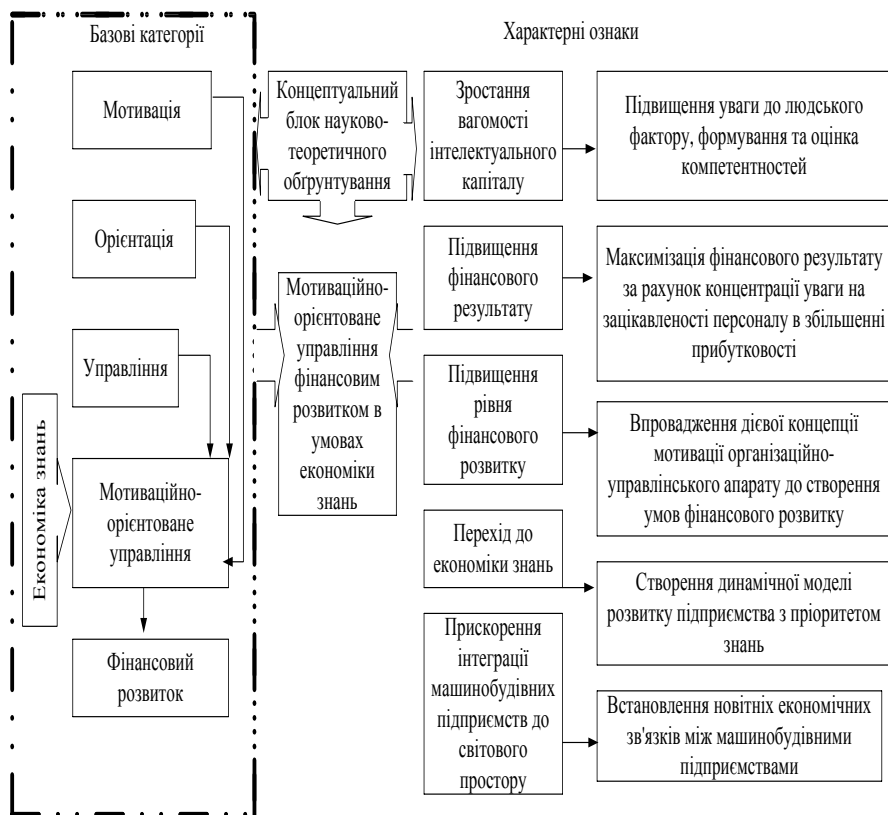 Базові категорії
Характерні ознаки
Мотивація
Орієнтація
Управління
Економіка знань
Мотиваційно-
орієнтоване
управління
Фінансовий
розвиток
Концептуальний
блок науково-
теоретичного
обґрунтування
Мотиваційно-
орієнтоване
управління
фінансовим
розвитком в
умовах
економіки
знань
Зростання
вагомості
інтелектуального
капіталу
Підвищення уваги до людського
фактору, формування та оцінка
компетентностей
Підвищення
фінансового
результату
Максимізація фінансового результату
за рахунок концентрації уваги на
зацікавленості персоналу в збільшенні
прибутковості
Підвищення
рівня
фінансового
розвитку
Впровадження дієвої концепції
мотивації організаційно-
управлінського апарату до створення
умов фінансового розвитку
Перехід до
економіки знань
Створення динамічної моделі
розвитку підприємства з пріоритетом
знань
Прискорення
інтеграції
машинобудівних
підприємств до
світового
простору
Встановлення новітніх економічних
зв'язків між машинобудівними
підприємствами